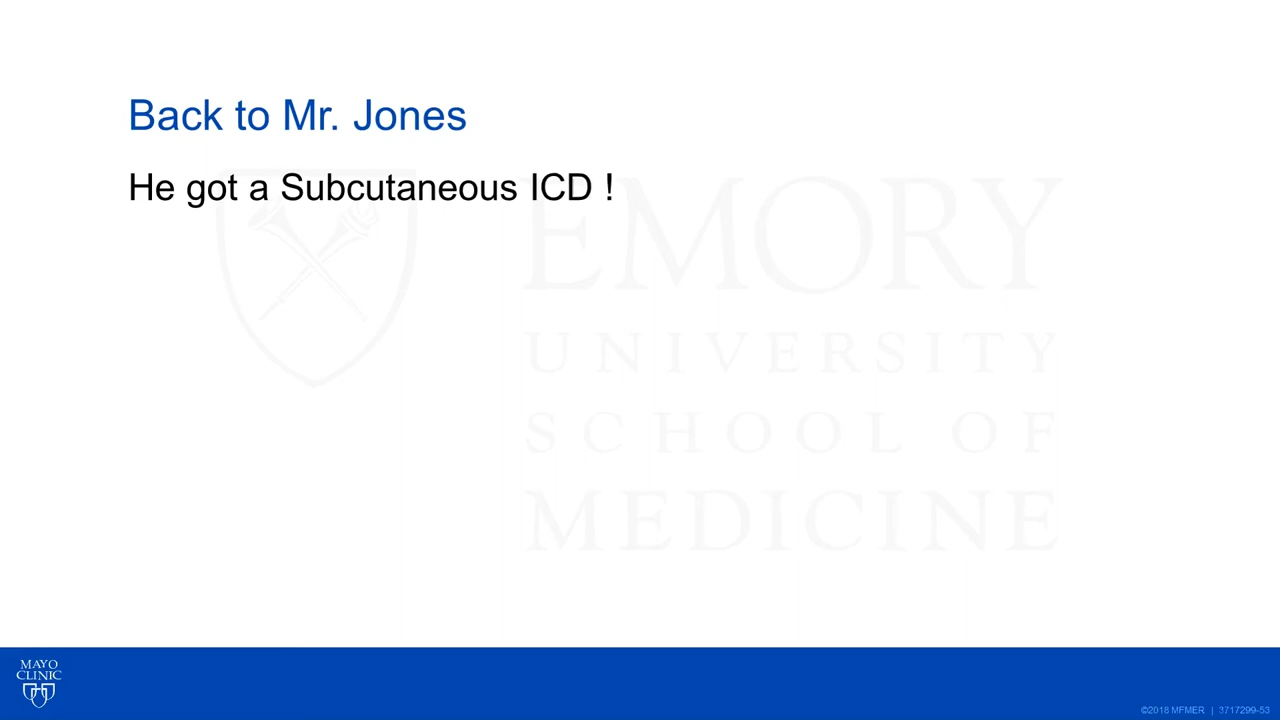 Back to Mr. Jones
He got a Subcutaneous ICD !
EMORY
UNIVERSITY
SCHOOL OF
MEDICINE
MAYO
CLINIC
©2018 MFMER | 3717299-53